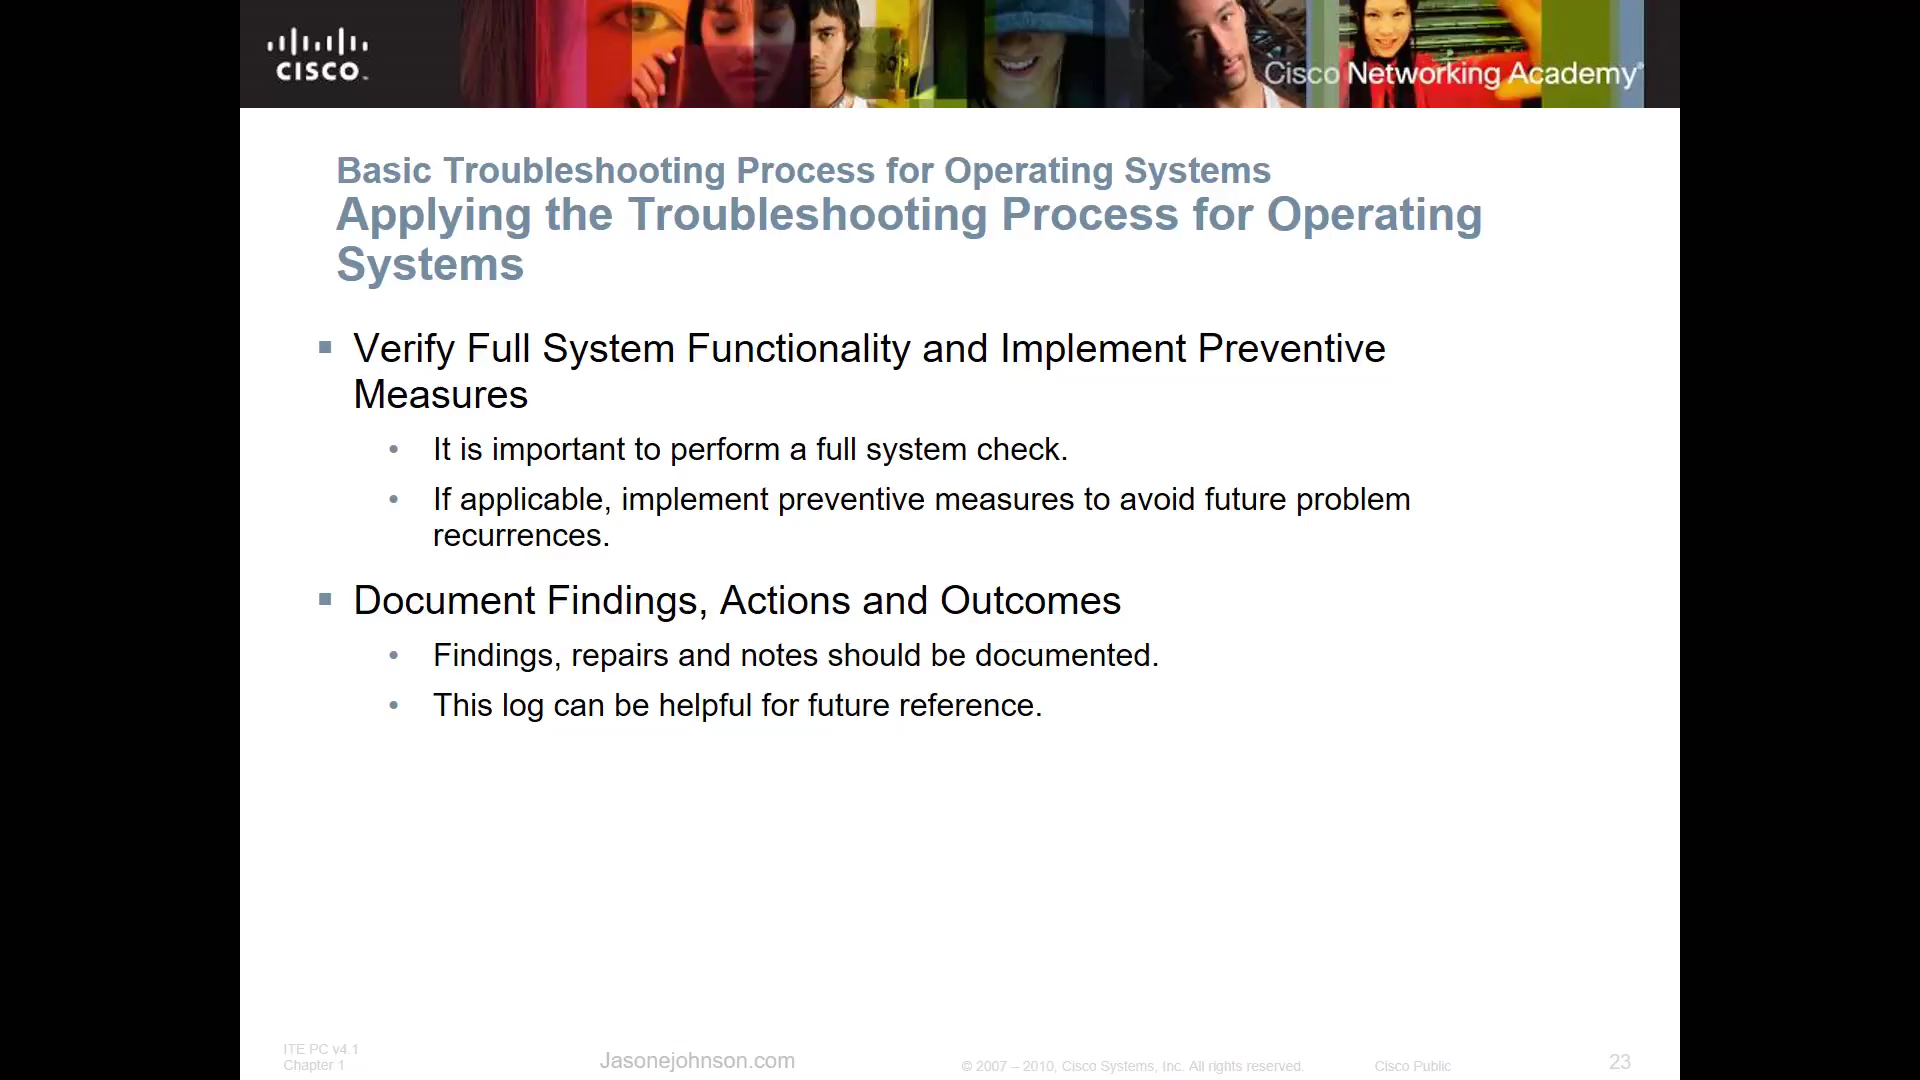 CISCO
Cisco Networking Academy
Basic Troubleshooting Process for Operating Systems
Applying the Troubleshooting Process for Operating
Systems
▪ Verify Full System Functionality and Implement Preventive
Measures
• It is important to perform a full system check.
• If applicable, implement preventive measures to avoid future problem
recurrences.
▪ Document Findings, Actions and Outcomes
• Findings, repairs and notes should be documented.
• This log can be helpful for future reference.
ITE PC v4.1
Chapter 1
Jasonejohnson.com
© 2007 – 2010, Cisco Systems, Inc. All rights reserved.
Cisco Public
23